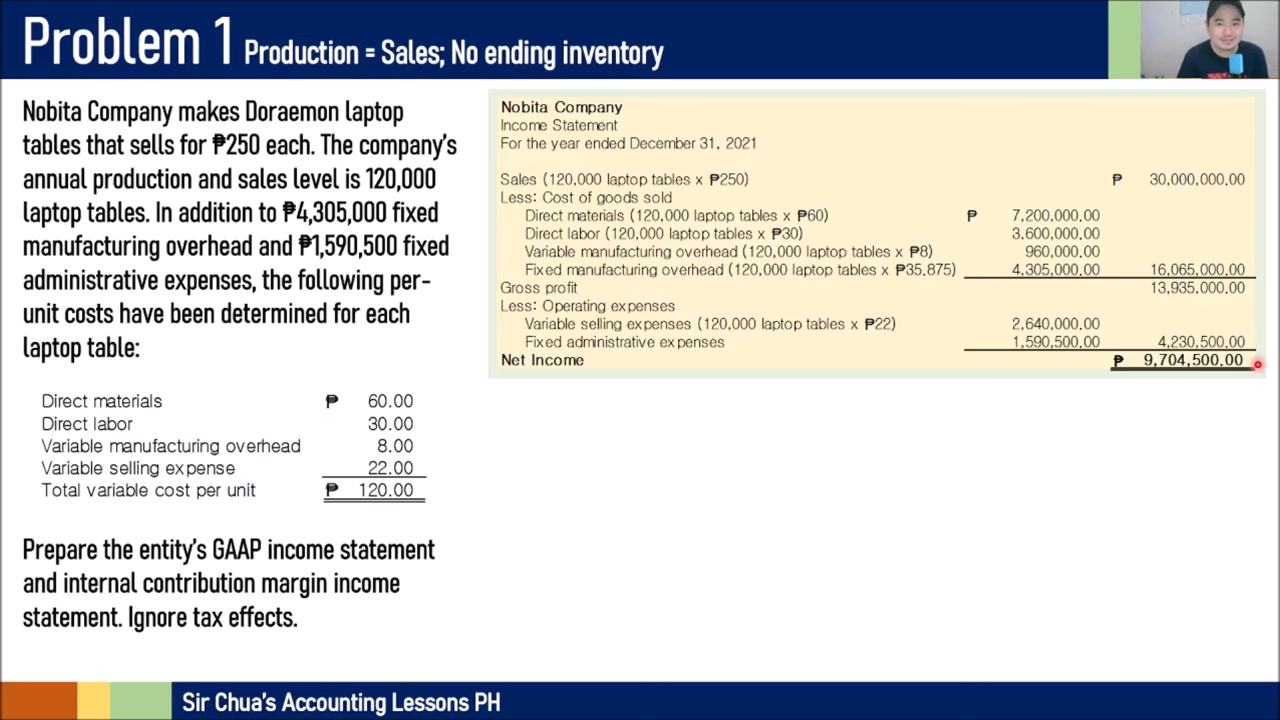 Problem 1 Production = Sales; No ending inventory
Nobita Company makes Doraemon laptop
tables that sells for ₱250 each. The company's
annual production and sales level is 120,000
laptop tables. In addition to ₱4,305,000 fixed
manufacturing overhead and ₱1,590,500 fixed
administrative expenses, the following per-
unit costs have been determined for each
laptop table:
Direct materials ₱ 60.00
Direct labor 30.00
Variable manufacturing overhead 8.00
Variable selling expense 22.00
Total variable cost per unit ₱ 120.00
Prepare the entity's GAAP income statement
and internal contribution margin income
statement. Ignore tax effects.
Nobita Company
Income Statement
For the year ended December 31, 2021
Sales (120,000 laptop tables x ₱250) ₱ 30,000,000.00
Less: Cost of goods sold
Direct materials (120,000 laptop tables x ₱60) ₱ 7,200,000.00
Direct labor (120,000 laptop tables x ₱30) 3,600,000.00
Variable manufacturing overhead (120,000 laptop tables x ₱8) 960,000.00
Fixed manufacturing overhead (120,000 laptop tables x ₱35.875) 4,305,000.00 16,065,000.00
Gross profit 13,935,000.00
Less: Operating expenses
Variable selling expenses (120,000 laptop tables x ₱22) 2,640,000.00
Fixed administrative expenses 1,590,500.00 4,230,500.00
Net Income ₱ 9,704,500.00
Sir Chua's Accounting Lessons PH